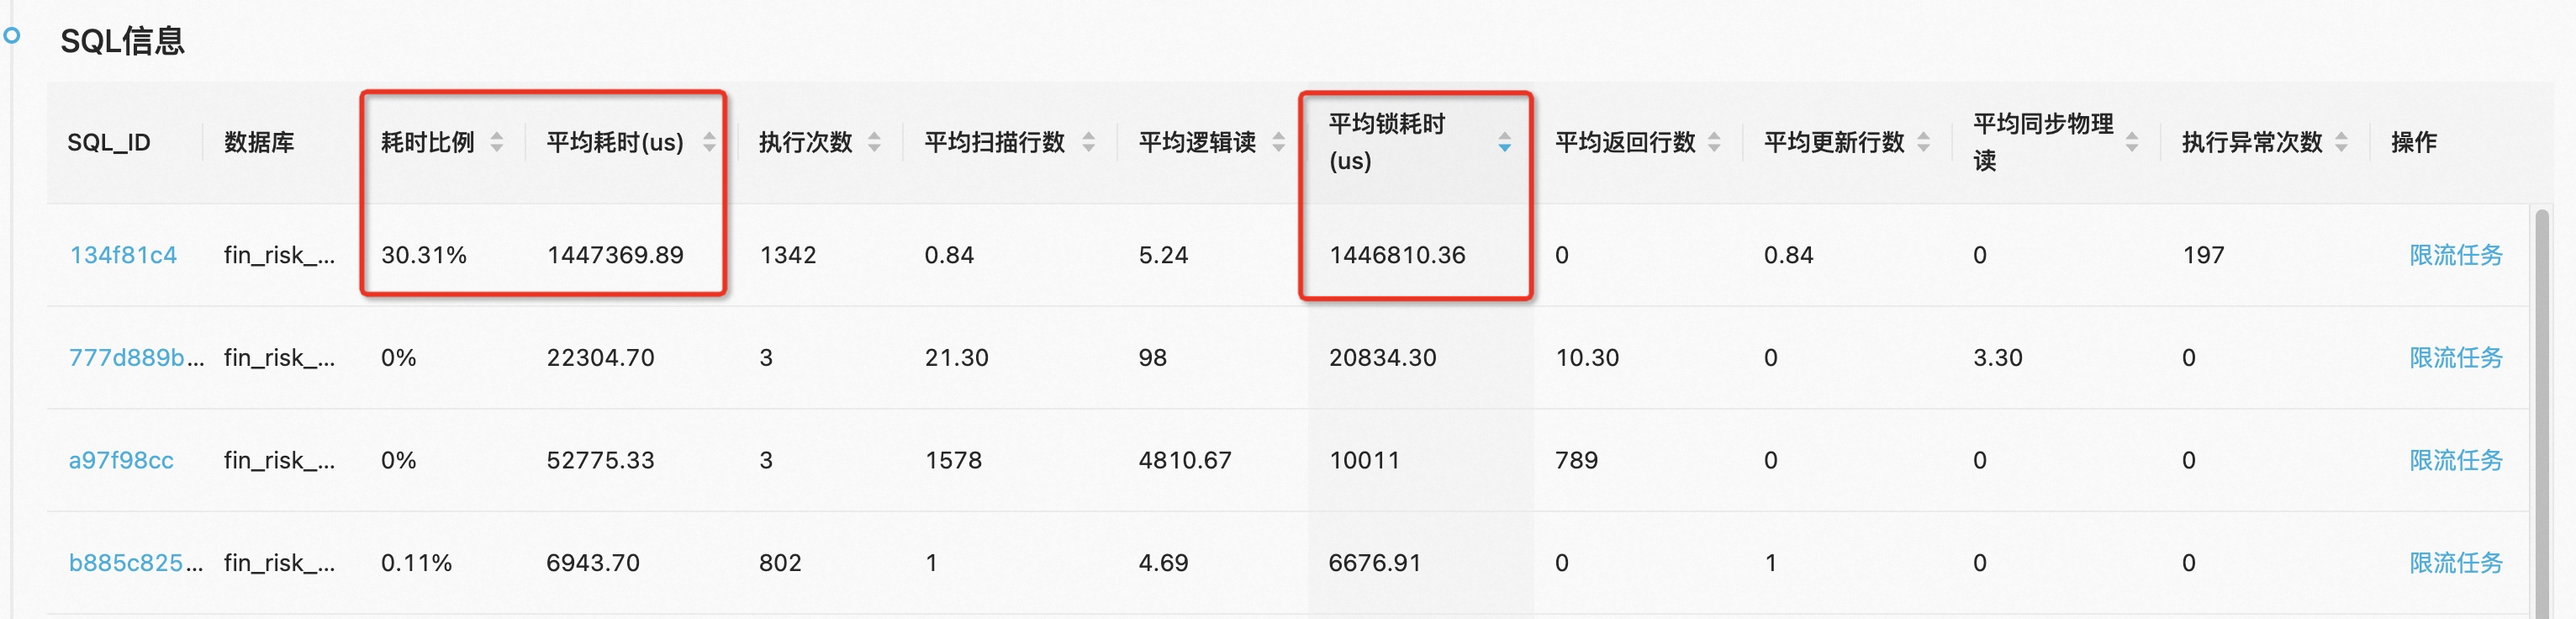 SQL信息
SQL_ID 数据库 耗时比例 平均耗时(us) 执行次数 平均扫描行数 平均逻辑读 平均锁耗时(us) 平均返回行数 平均更新行数 平均同步物理读 执行异常次数 操作
134f81c4 fin_risk_... 30.31% 1447369.89 1342 0.84 5.24 1446810.36 0 0.84 0 197 限流任务
777d889b... fin_risk_... 0% 22304.70 3 21.30 98 20834.30 10.30 0 3.30 0 限流任务
a97f98cc fin_risk_... 0% 52775.33 3 1578 4810.67 10011 789 0 0 0 限流任务
b885c825... fin_risk_... 0.11% 6943.70 802 1 4.69 6676.91 0 1 0 0 限流任务